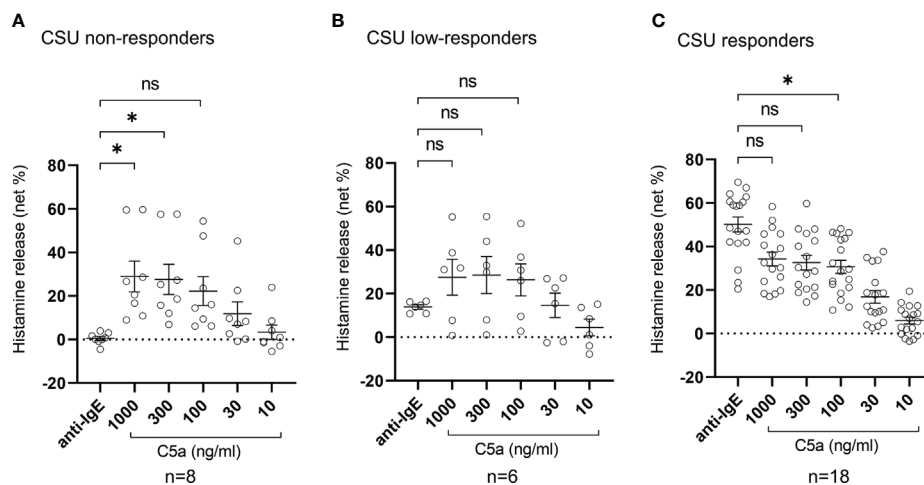 A
CSU non-responders
ns
*
*
Histamine release (net %)
80
60
40
20
0
-20
anti-IgE
1000
300
100
30
10
C5a (ng/ml)
n=8
B
CSU low-responders
ns
ns
ns
Histamine release (net %)
80
60
40
20
0
-20
anti-IgE
1000
300
100
30
10
C5a (ng/ml)
n=6
C
CSU responders
*
ns
ns
Histamine release (net %)
80
60
40
20
0
-20
anti-IgE
1000
300
100
30
10
C5a (ng/ml)
n=18